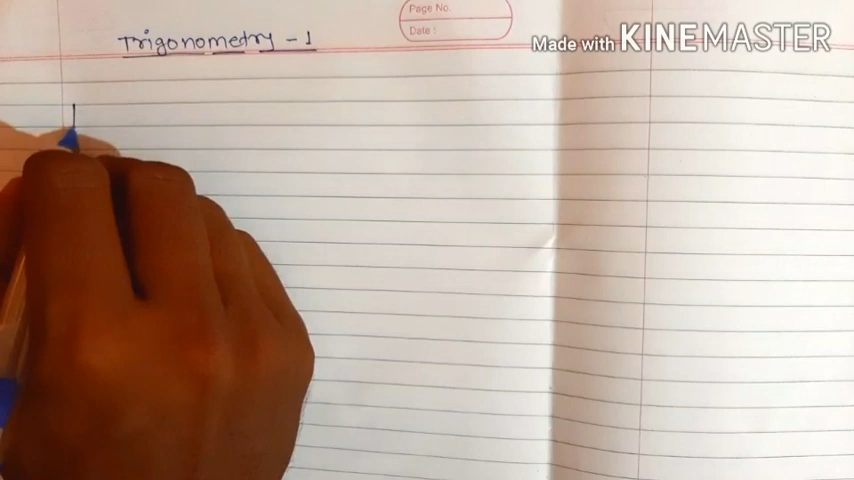 Page No.
Date :
Trigonometry - 1
Made with KINEMASTER